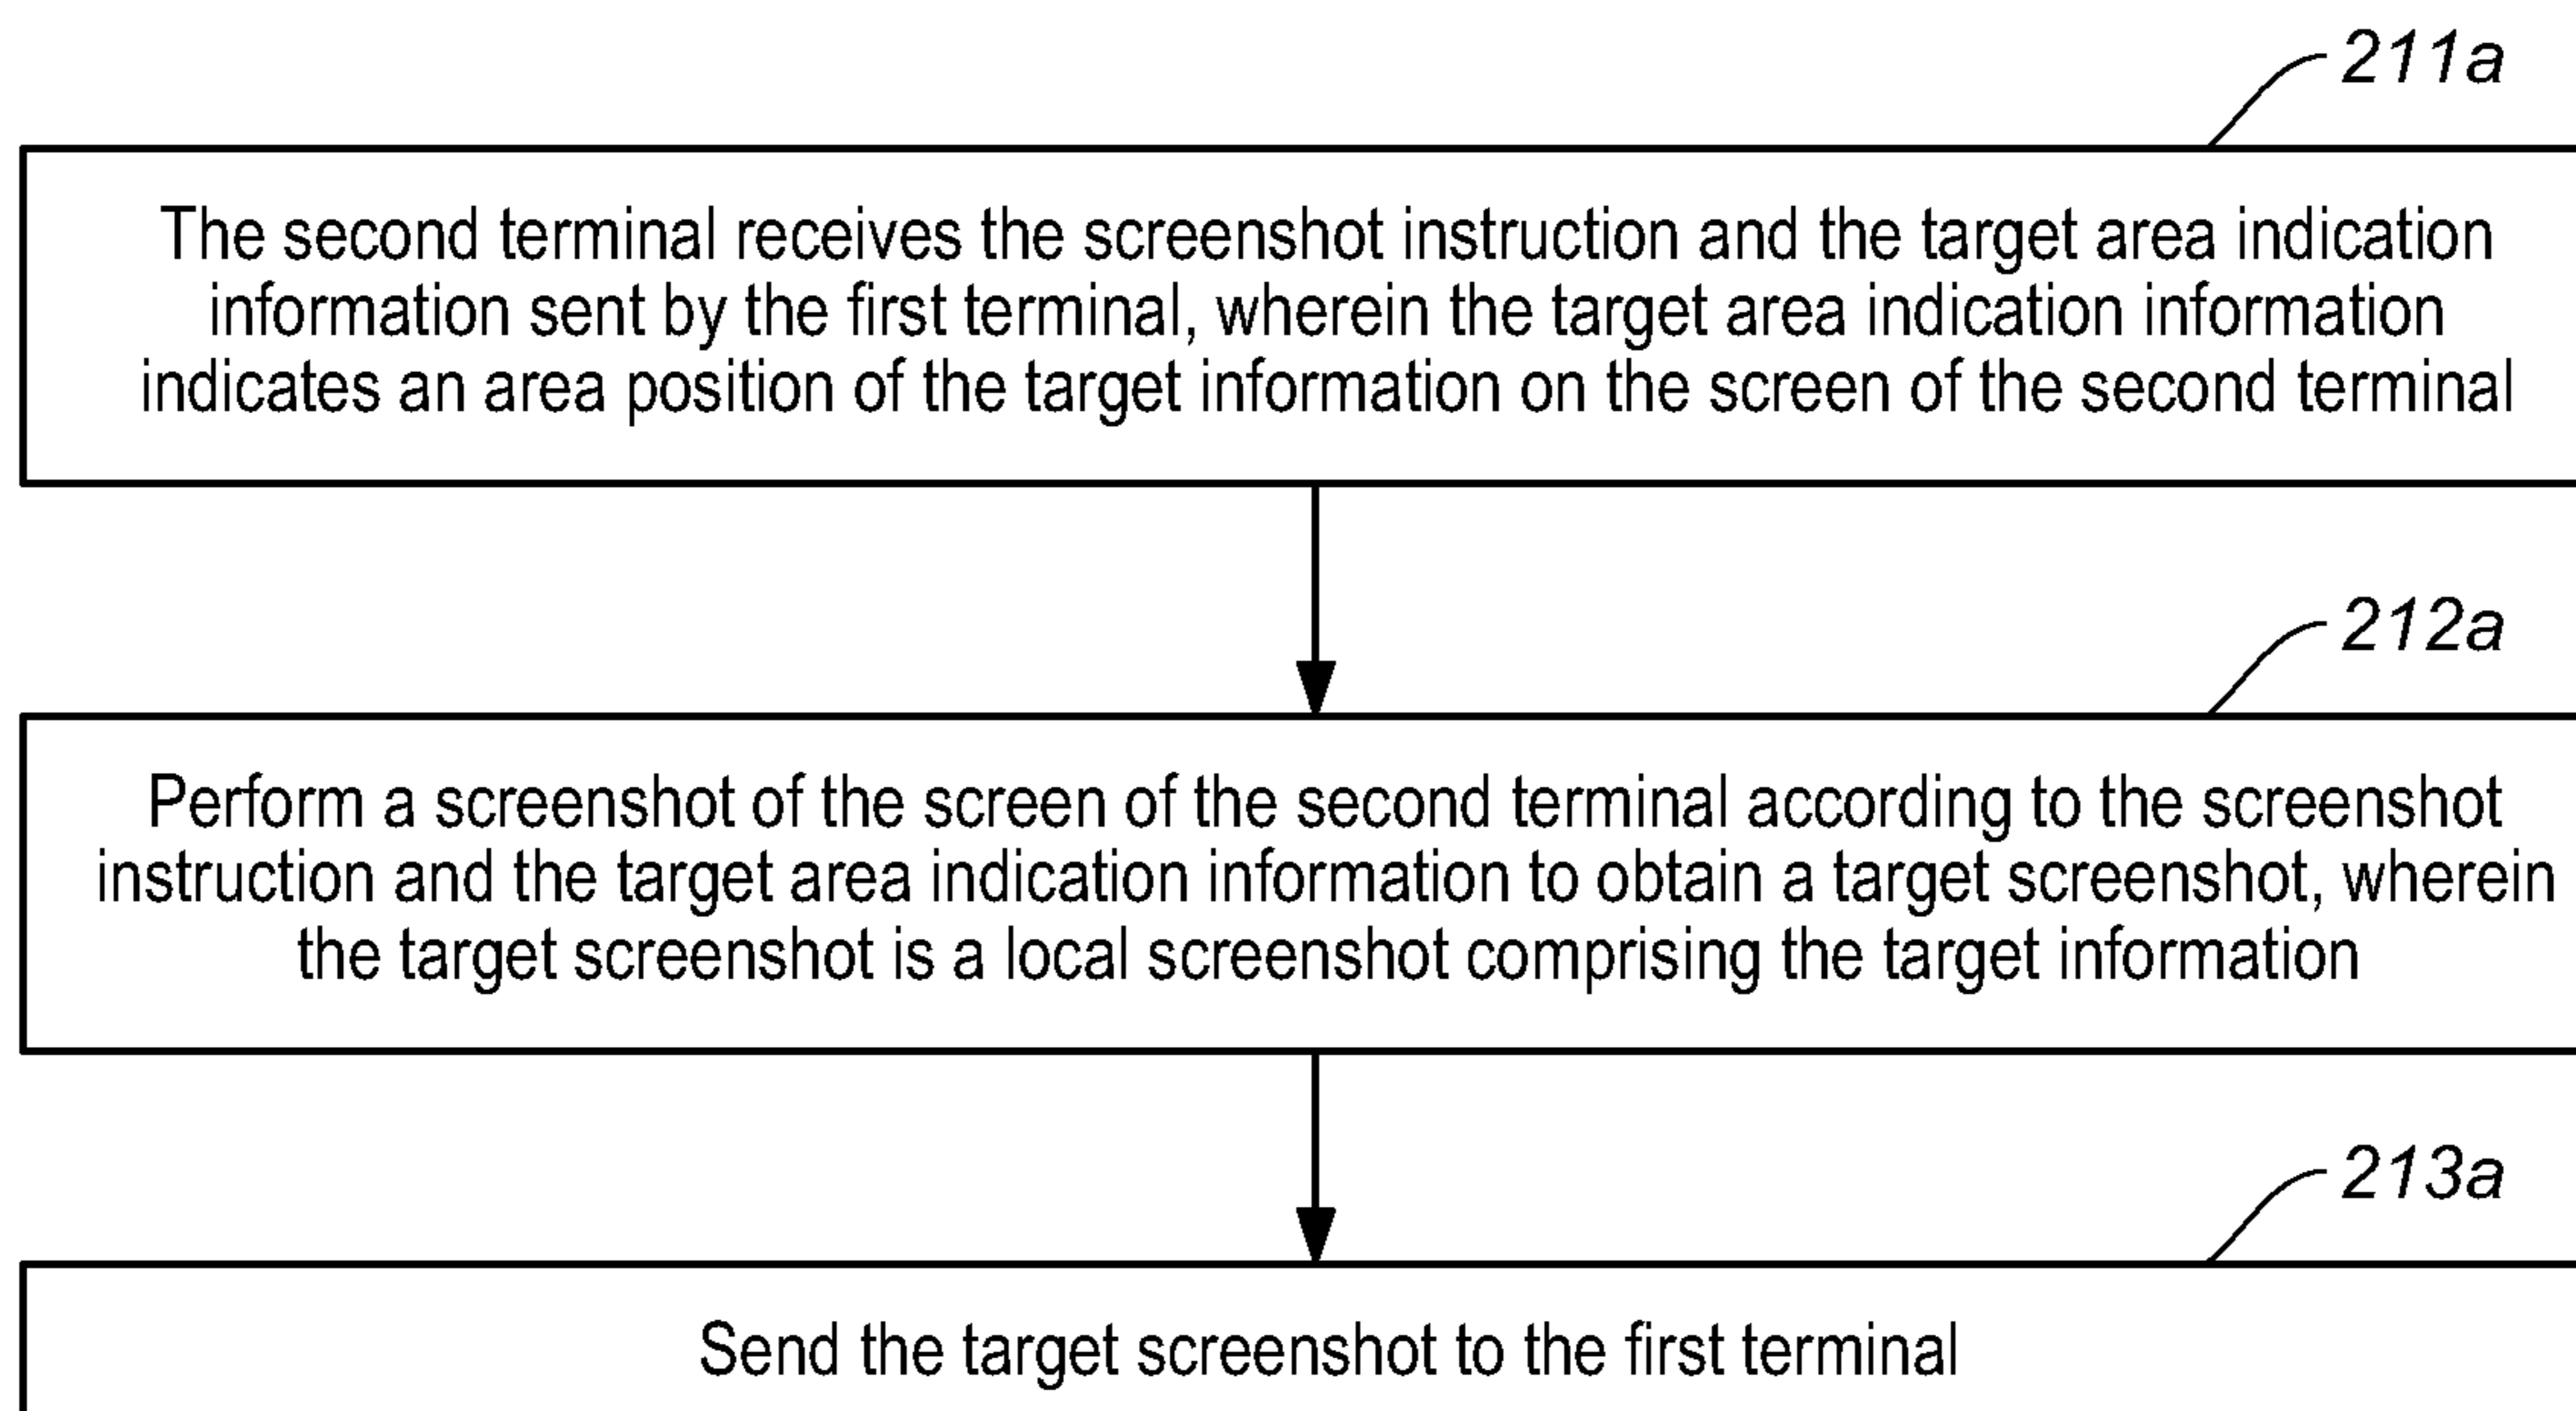 211a
The second terminal receives the screenshot instruction and the target area indication
information sent by the first terminal, wherein the target area indication information
indicates an area position of the target information on the screen of the second terminal
212a
Perform a screenshot of the screen of the second terminal according to the screenshot
instruction and the target area indication information to obtain a target screenshot, wherein
the target screenshot is a local screenshot comprising the target information
213a
Send the target screenshot to the first terminal